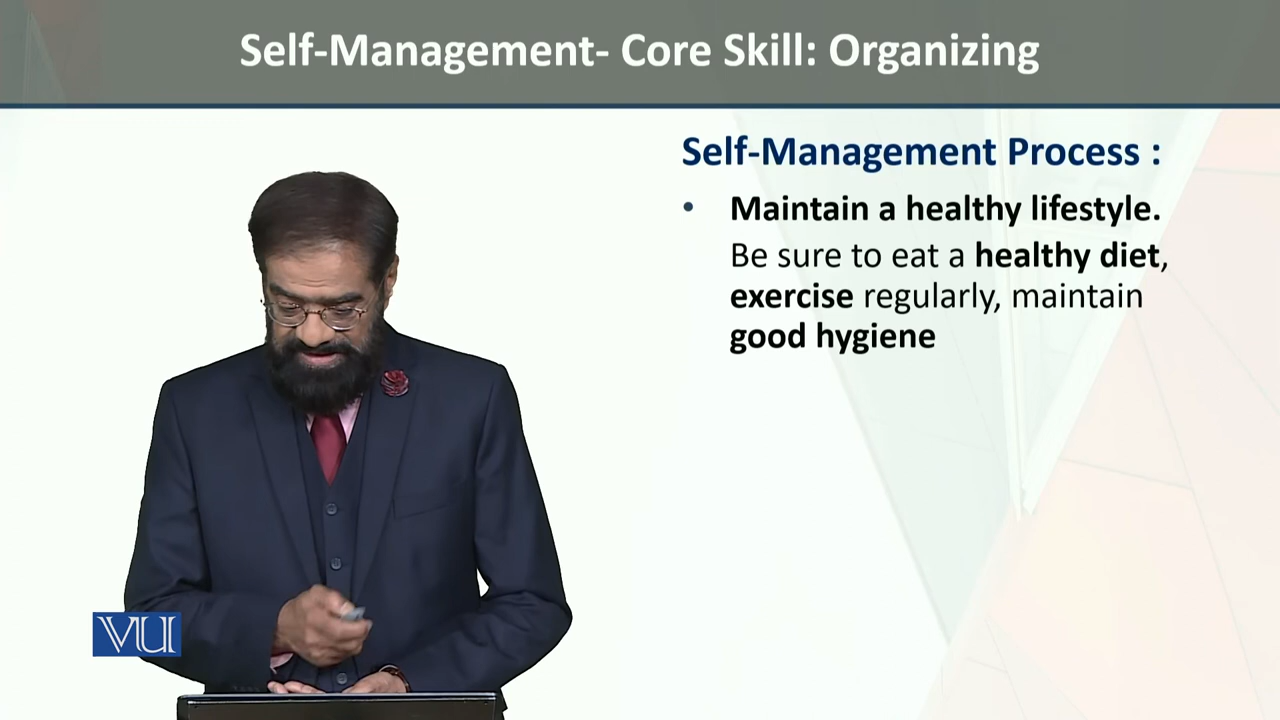 Self-Management- Core Skill: Organizing
Self-Management Process :
• Maintain a healthy lifestyle.
Be sure to eat a healthy diet,
exercise regularly, maintain
good hygiene
VU